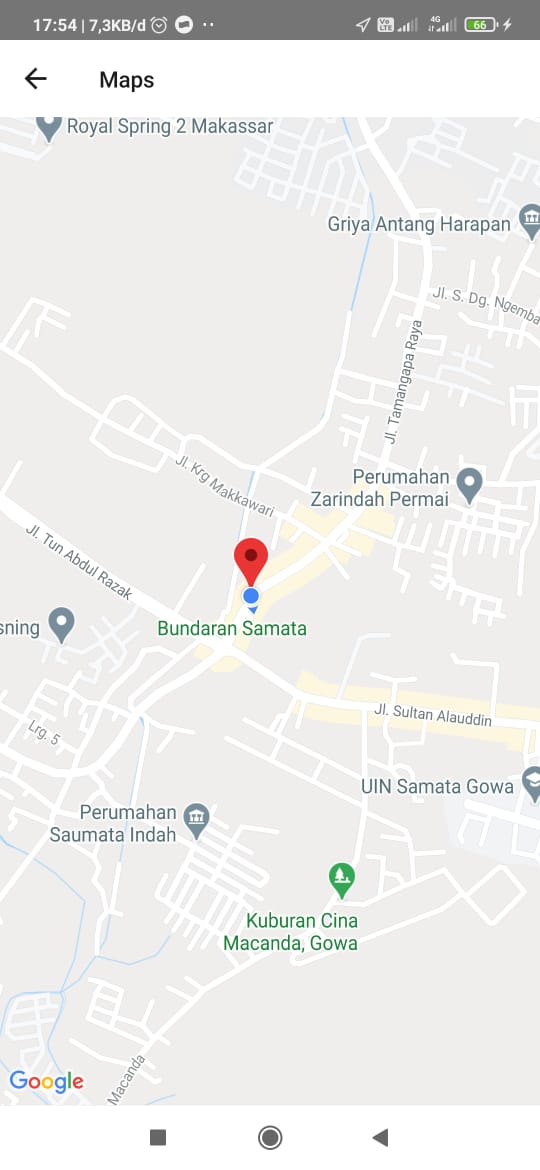 17:54 | 7,3KB/d
Vo
LTE
4G
66
Maps
Royal Spring 2 Makassar
Griya Antang Harapan
Jl. S. Dg. Ngemba
Jl. Tamangapa Raya
Jl. Krg Makkawari
Perumahan
Zarindah Permai
Jl. Tun Abdul Razak
sning
Bundaran Samata
Jl. Sultan Alauddin
Lrg. 5
UIN Samata Gowa
Perumahan
Saumata Indah
Kuburan Cina
Macanda, Gowa
Macanda
Google